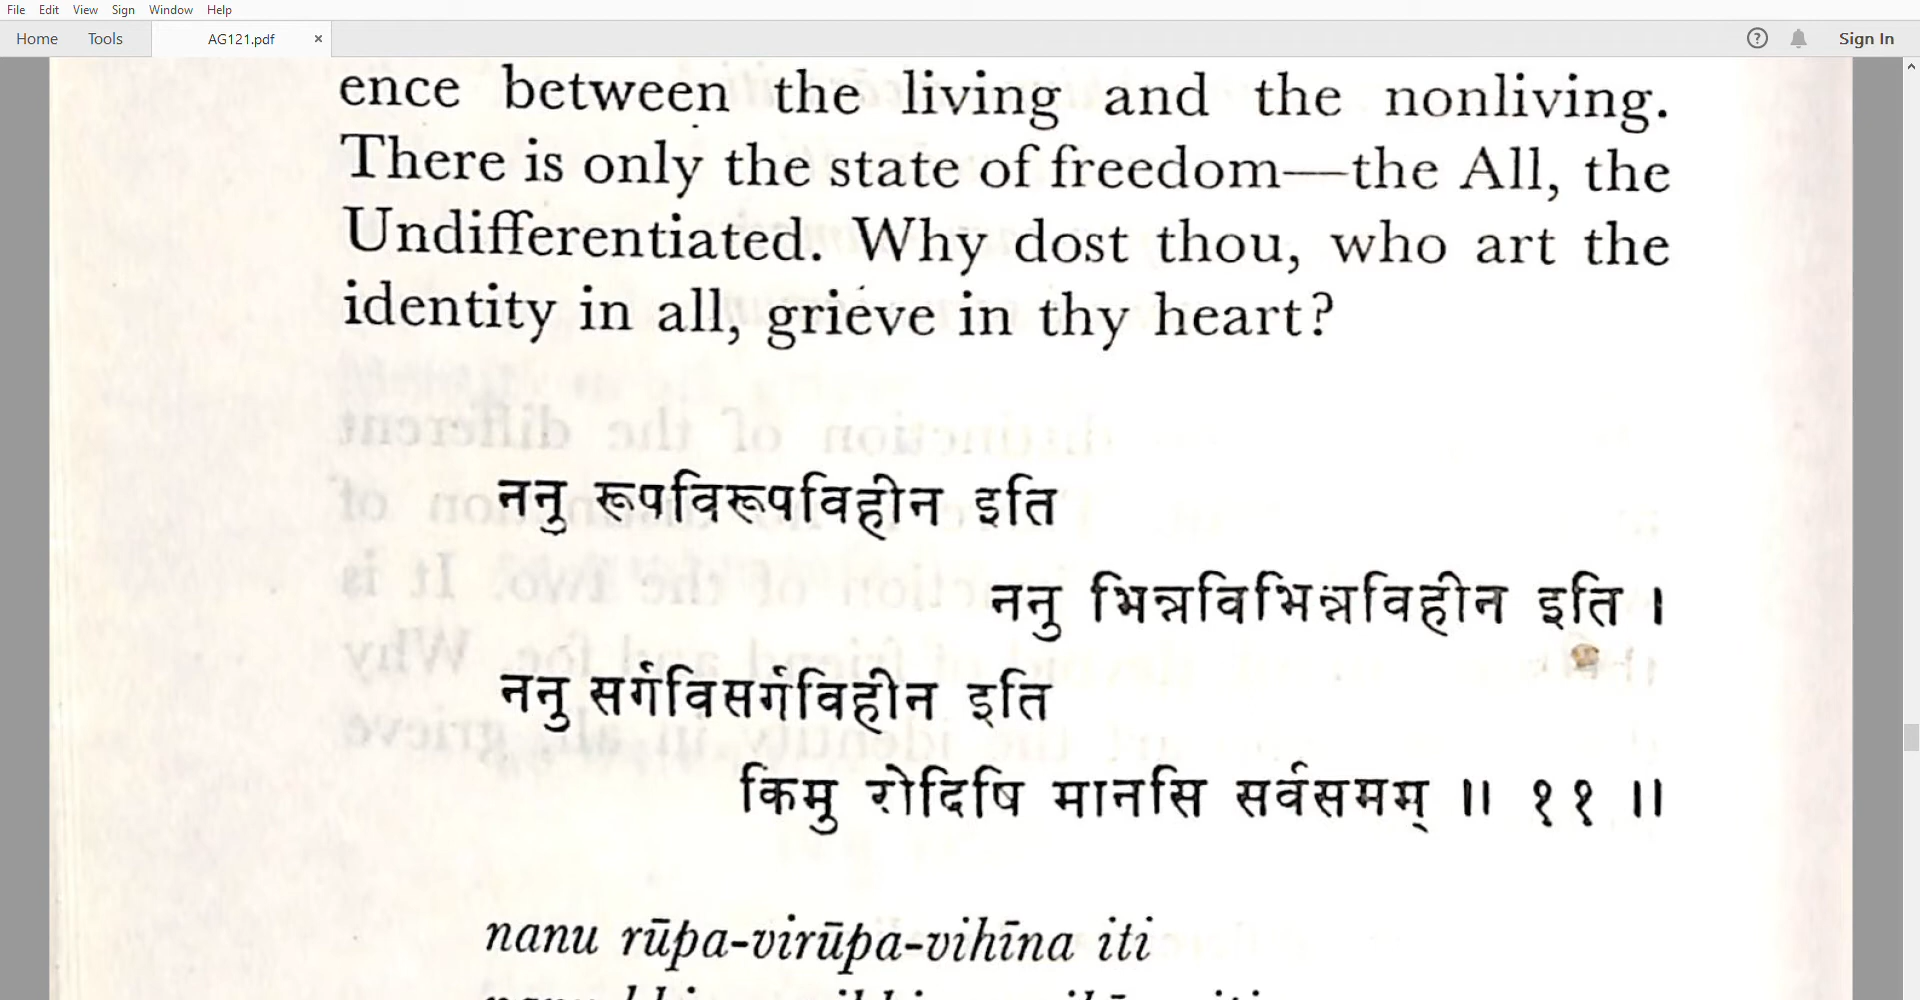 File Edit View Sign Window Help
Home Tools AG121.pdf × ? Sign In
ence between the living and the nonliving.
There is only the state of freedom—the All, the
Undifferentiated. Why dost thou, who art the
identity in all, grieve in thy heart?
ननु रूपविरूपविहीन इति
ननु भिन्नविभिन्नविहीन इति ।
ननु सर्गविसर्गविहीन इति
किमु रोदिषि मानसि सर्वसमम् ॥ ११ ॥
nanu rūpa-virūpa-vihīna iti